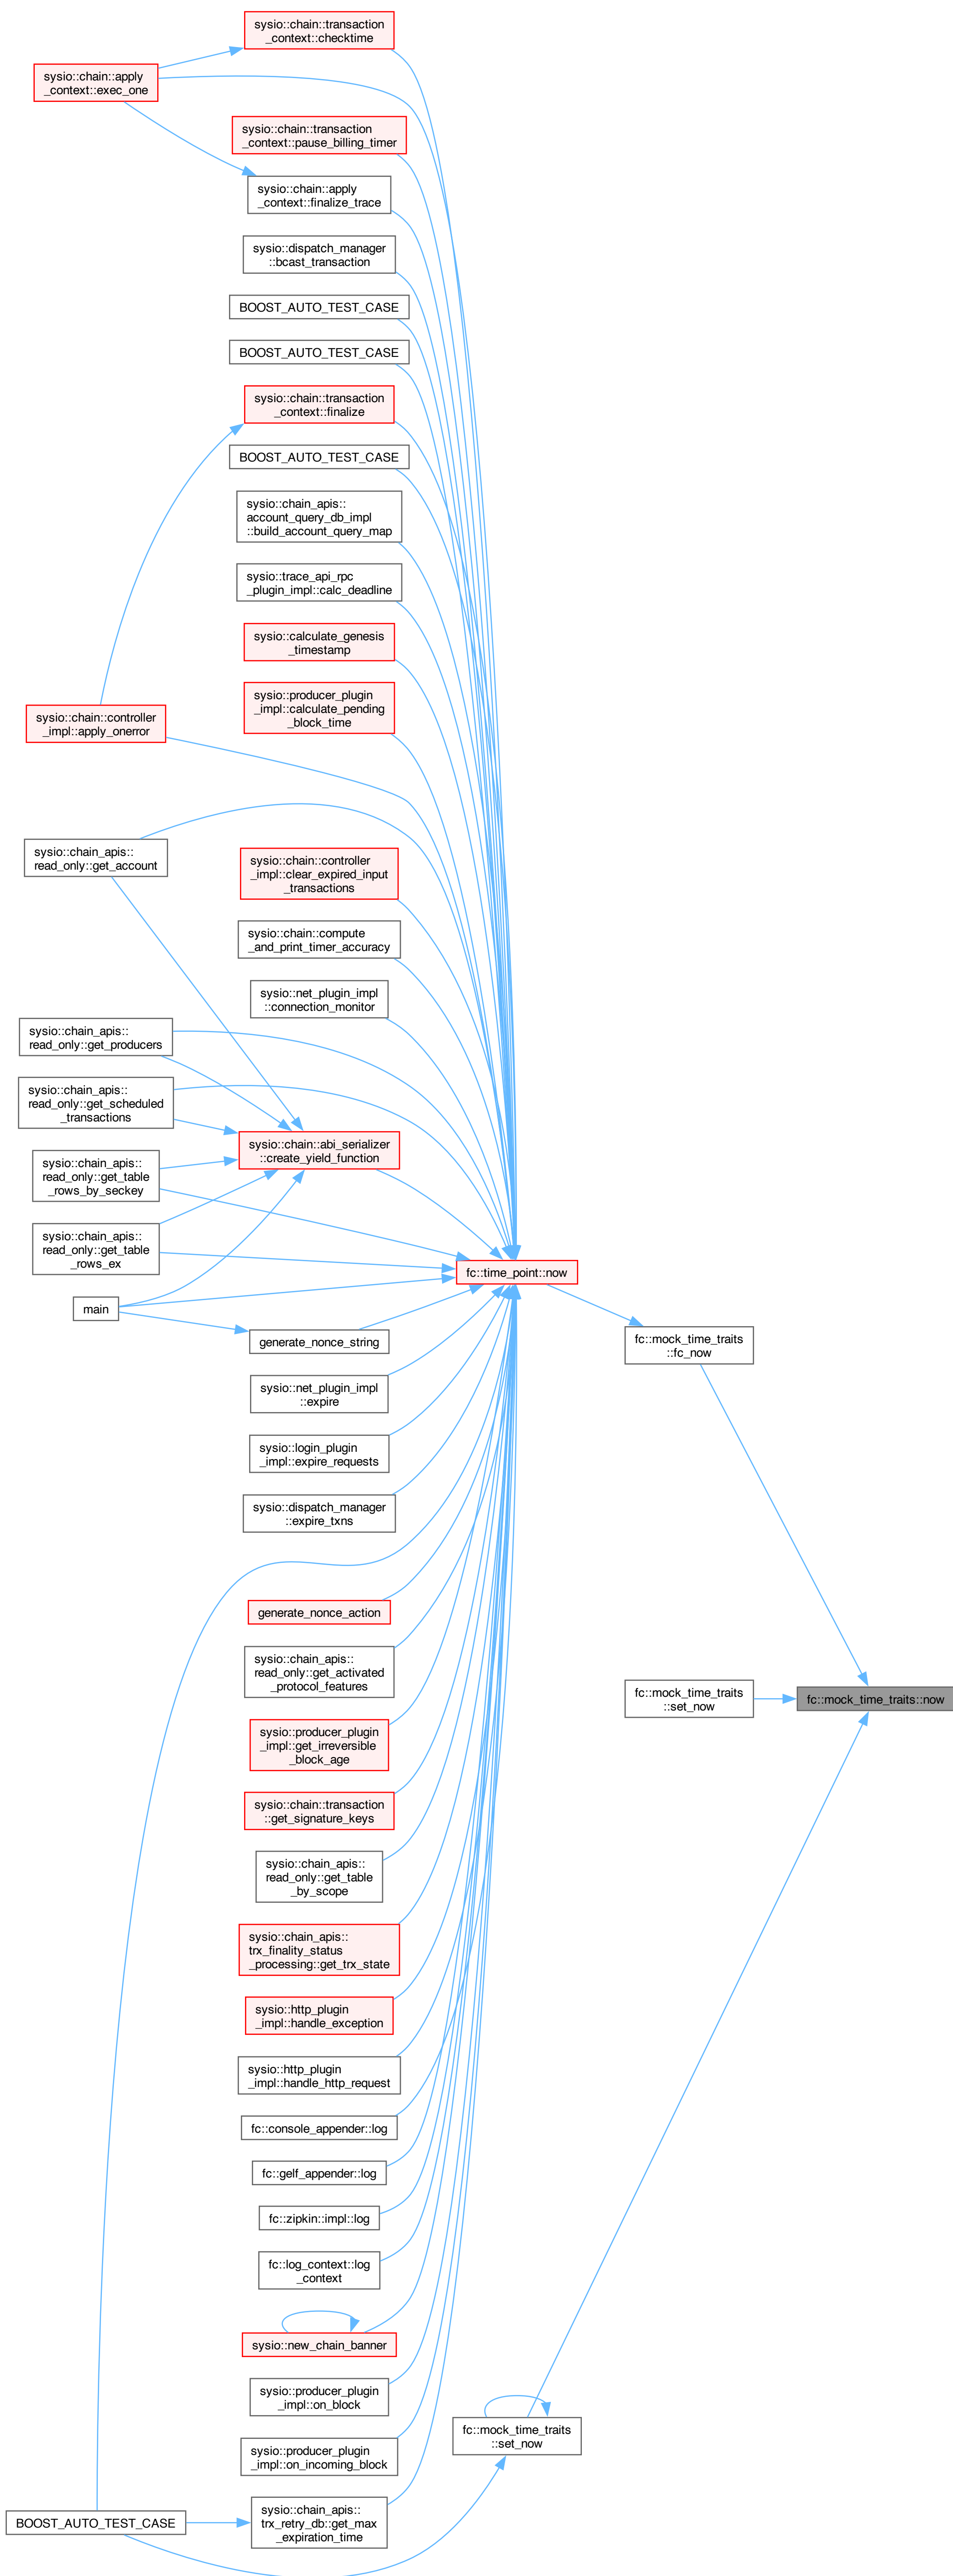 sysio::chain::transaction
_context::checktime
sysio::chain::apply
_context::exec_one
sysio::chain::transaction
_context::pause_billing_timer
sysio::chain::apply
_context::finalize_trace
sysio::dispatch_manager
::bcast_transaction
BOOST_AUTO_TEST_CASE
BOOST_AUTO_TEST_CASE
sysio::chain::transaction
_context::finalize
BOOST_AUTO_TEST_CASE
sysio::chain_apis::
account_query_db_impl
::build_account_query_map
sysio::trace_api_rpc
_plugin_impl::calc_deadline
sysio::calculate_genesis
_timestamp
sysio::producer_plugin
_impl::calculate_pending
_block_time
sysio::chain::controller
_impl::apply_onerror
sysio::chain_apis::
read_only::get_account
sysio::chain::controller
_impl::clear_expired_input
_transactions
sysio::chain::compute
_and_print_timer_accuracy
sysio::net_plugin_impl
::connection_monitor
sysio::chain_apis::
read_only::get_producers
sysio::chain_apis::
read_only::get_scheduled
_transactions
sysio::chain::abi_serializer
::create_yield_function
sysio::chain_apis::
read_only::get_table
_rows_by_seckey
sysio::chain_apis::
read_only::get_table
_rows_ex
fc::time_point::now
main
generate_nonce_string
fc::mock_time_traits
::fc_now
sysio::net_plugin_impl
::expire
sysio::login_plugin
_impl::expire_requests
sysio::dispatch_manager
::expire_txns
generate_nonce_action
sysio::chain_apis::
read_only::get_activated
_protocol_features
fc::mock_time_traits
::set_now
fc::mock_time_traits::now
sysio::producer_plugin
_impl::get_irreversible
_block_age
sysio::chain::transaction
::get_signature_keys
sysio::chain_apis::
read_only::get_table
_by_scope
sysio::chain_apis::
trx_finality_status
_processing::get_trx_state
sysio::http_plugin
_impl::handle_exception
sysio::http_plugin
_impl::handle_http_request
fc::console_appender::log
fc::gelf_appender::log
fc::zipkin::impl::log
fc::log_context::log
_context
sysio::new_chain_banner
sysio::producer_plugin
_impl::on_block
fc::mock_time_traits
::set_now
sysio::producer_plugin
_impl::on_incoming_block
sysio::chain_apis::
trx_retry_db::get_max
_expiration_time
BOOST_AUTO_TEST_CASE